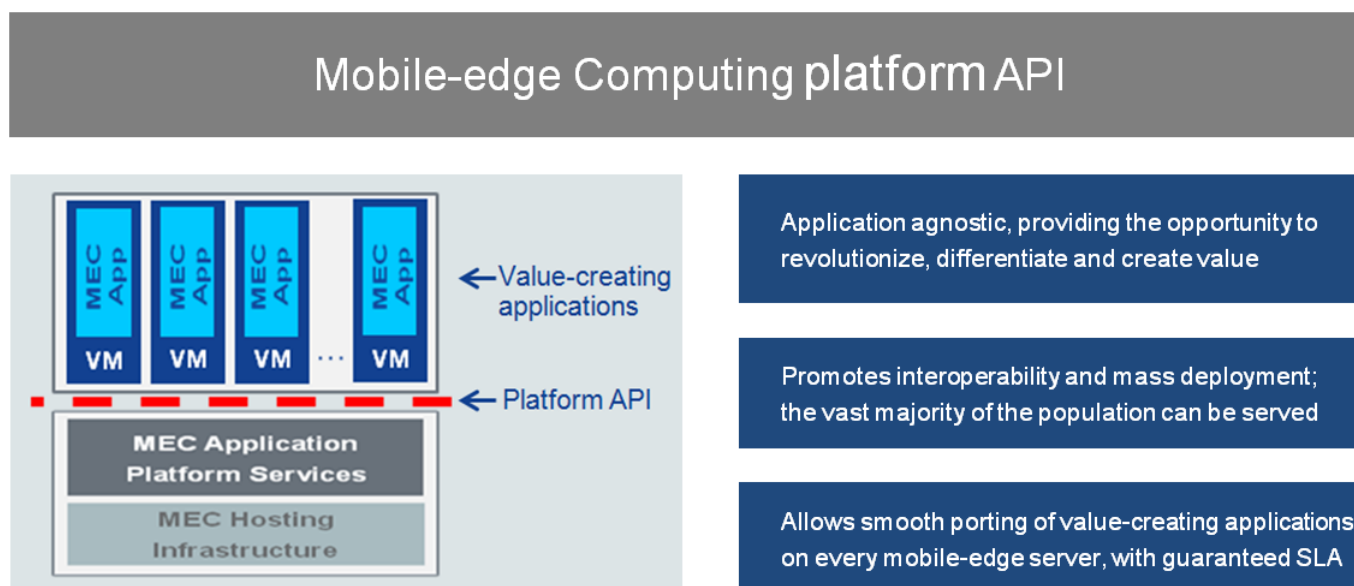 Mobile-edge Computing platform API
MEC
App
VM
MEC
App
VM
MEC
App
VM
...
MEC
App
VM
Value-creating
applications
Platform API
MEC Application
Platform Services
MEC Hosting
Infrastructure
Application agnostic, providing the opportunity to
revolutionize, differentiate and create value
Promotes interoperability and mass deployment;
the vast majority of the population can be served
Allows smooth porting of value-creating applications
on every mobile-edge server, with guaranteed SLA